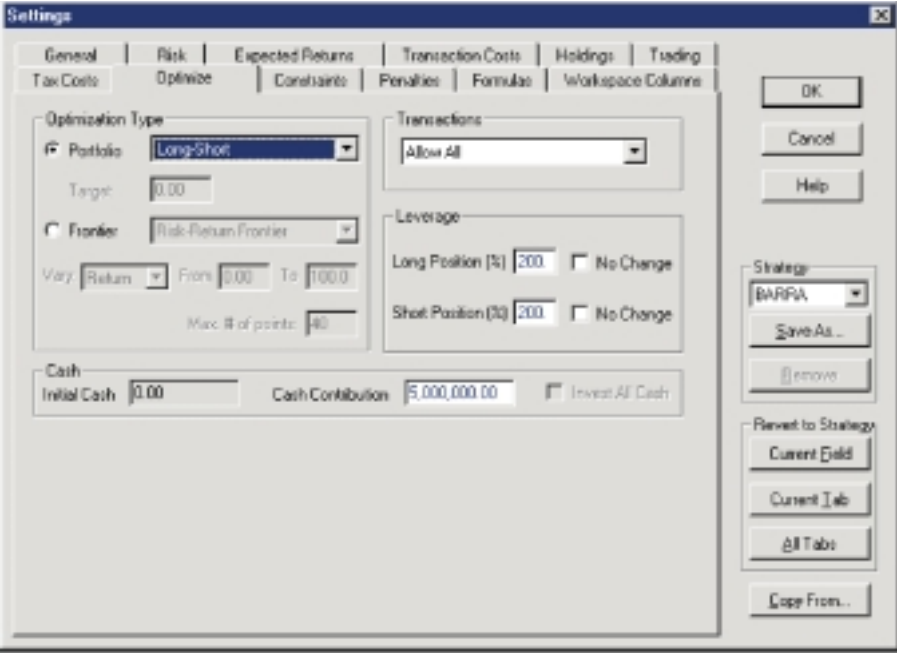 Settings
General Risk Expected Returns Transaction Costs Holdings Trading
Tax Costs Optimize Constraints Penalties Formulas Workspace Columns
OK
Cancel
Help
Optimization Type
Portfolio Long-Short
Target 0.00
Frontier Risk-Return Frontier
Vary Return From 0.00 To 100.0
Max. # of points 40
Transactions
Allow All
Leverage
Long Position (%) 200. No Change
Short Position (%) 200. No Change
Cash
Initial Cash 0.00 Cash Contribution 5,000,000.00 Invest All Cash
Strategy
BARRA
Save As...
Remove
Revert to Strategy
Current Field
Current Tab
All Tabs
Copy From...